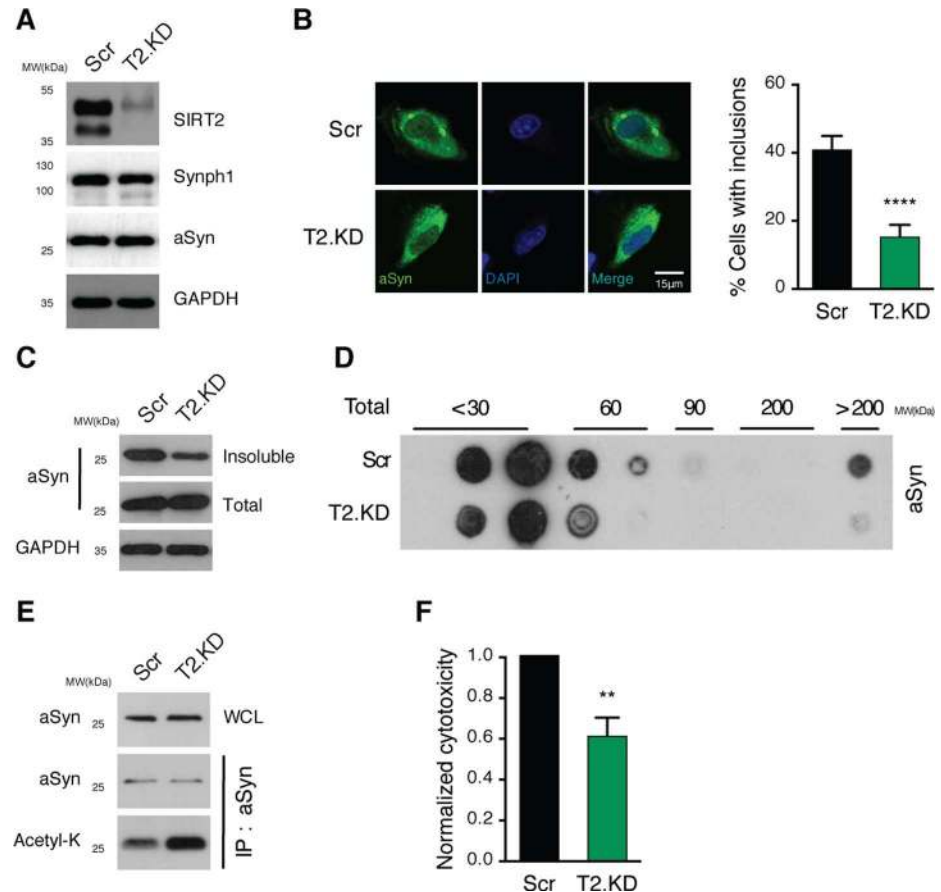 A
Scr T2.KD
MW(kDa)
55
35
SIRT2
130
100
Synph1
25
aSyn
35
GAPDH
B
Scr
T2.KD
aSyn DAPI Merge
15μm
% Cells with inclusions
60
40
20
0
****
Scr T2.KD
C
Scr T2.KD
MW(kDa)
aSyn
25 Insoluble
25 Total
GAPDH 35
D
Total <30 60 90 200 >200 MW(kDa)
Scr
T2.KD
aSyn
E
Scr T2.KD
MW(kDa)
aSyn 25 WCL
aSyn 25
Acetyl-K 25
IP : aSyn
F
Normalized cytotoxicity
1.0
0.8
0.6
0.4
0.2
0.0
**
Scr T2.KD